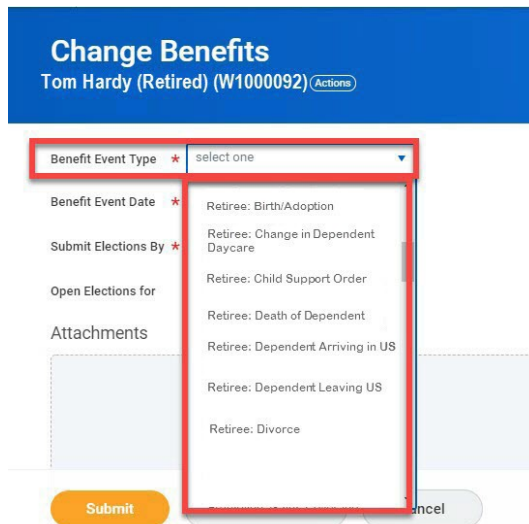 Change Benefits
Tom Hardy (Retired) (W1000092) Actions
Benefit Event Type * select one
Benefit Event Date *
Submit Elections By *
Open Elections for
Attachments
Retiree: Birth/Adoption
Retiree: Change in Dependent
Daycare
Retiree: Child Support Order
Retiree: Death of Dependent
Retiree: Dependent Arriving in US
Retiree: Dependent Leaving US
Retiree: Divorce
Submit